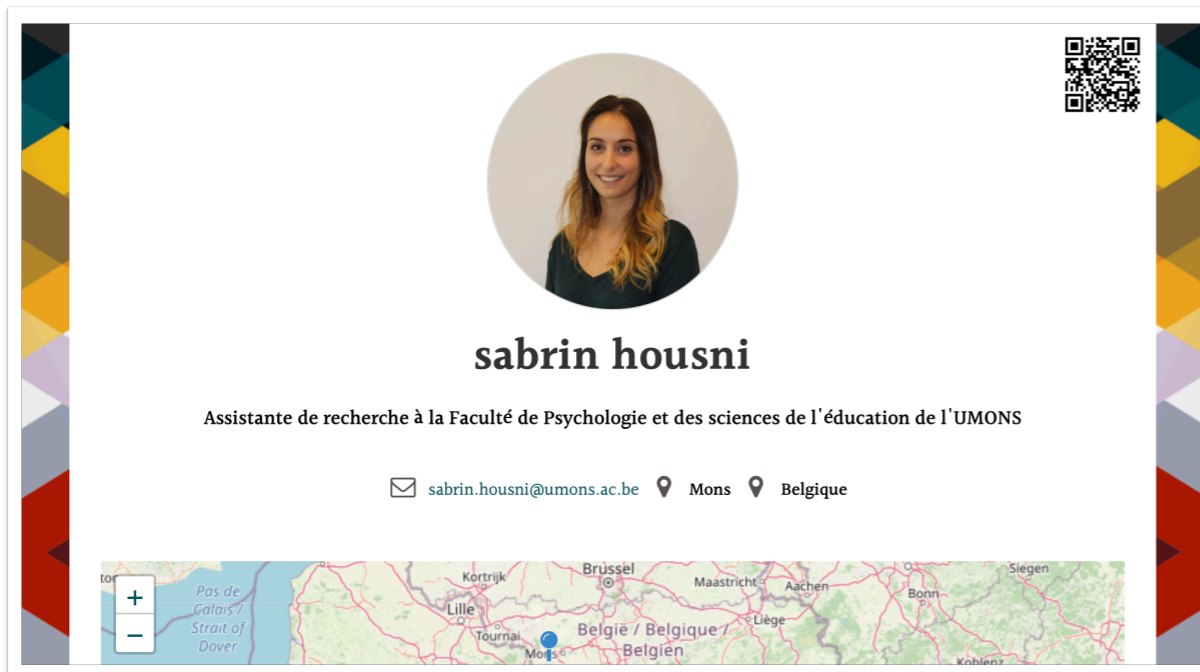 sabrin housni
Assistante de recherche à la Faculté de Psychologie et des sciences de l'éducation de l'UMONS
sabrin.housni@umons.ac.be Mons Belgique
+
−
Pas de
Calais /
Strait of
Dover
Kortrijk
Brussel
Maastricht
Aachen
Bonn
Siegen
Lille
Tournai
België / Belgique /
Belgien
Liège
Koblenz